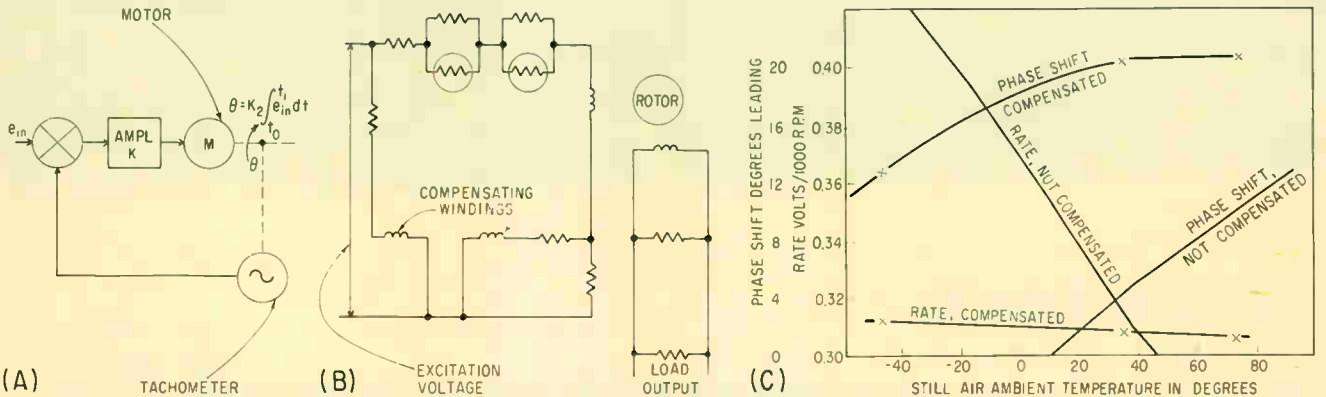 MOTOR
θ=K₂∫e_in dt
t₁
t₀
e_in
AMPL
K
M
θ
TACHOMETER
(A)
COMPENSATING
WINDINGS
EXCITATION
VOLTAGE
(B)
ROTOR
LOAD
OUTPUT
PHASE SHIFT DEGREES LEADING
20
16
12
8
4
0
RATE VOLTS/1000 R.P.M
0.40
0.38
0.36
0.34
0.32
0.30
PHASE SHIFT
COMPENSATED
RATE, NOT COMPENSATED
PHASE SHIFT,
NOT COMPENSATED
RATE, COMPENSATED
-40 -20 0 20 40 60 80
STILL AIR AMBIENT TEMPERATURE IN DEGREES
(C)